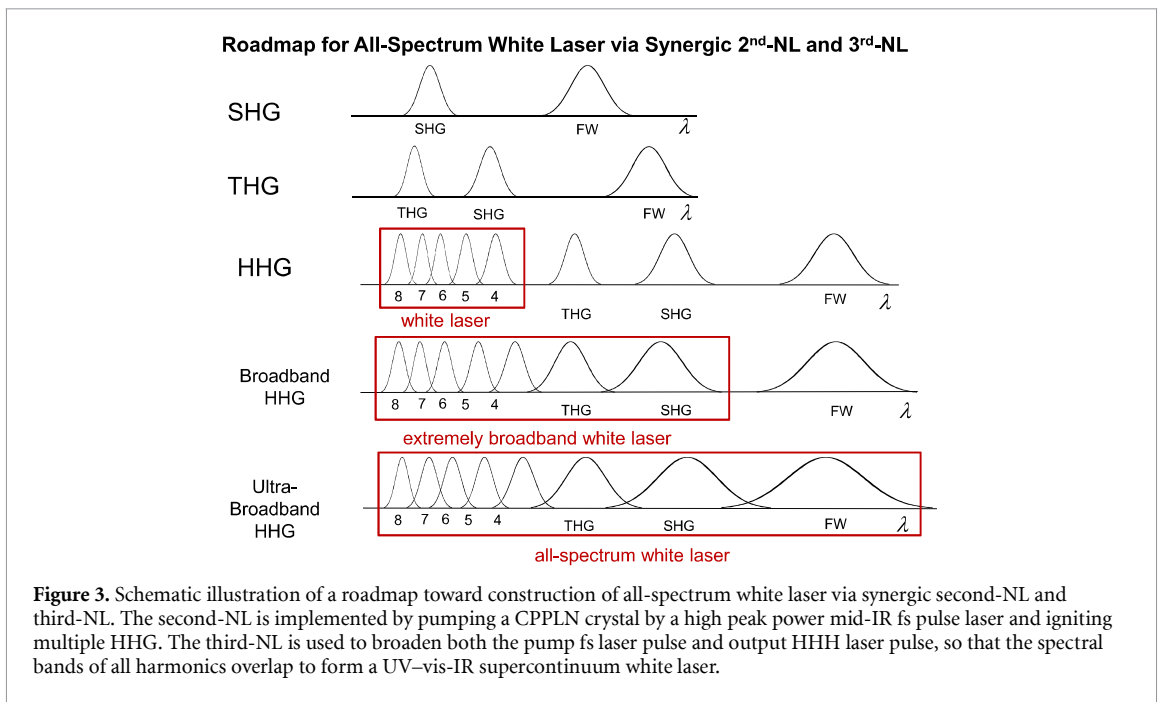 Roadmap for All-Spectrum White Laser via Synergic 2nd-NL and 3rd-NL
SHG
SHG FW λ
THG
THG SHG FW λ
HHG
8 7 6 5 4 THG SHG FW λ
white laser
Broadband
HHG
8 7 6 5 4 THG SHG FW λ
extremely broadband white laser
Ultra-
Broadband
HHG
8 7 6 5 4 THG SHG FW λ
all-spectrum white laser
Figure 3. Schematic illustration of a roadmap toward construction of all-spectrum white laser via synergic second-NL and
third-NL. The second-NL is implemented by pumping a CPPLN crystal by a high peak power mid-IR fs pulse laser and igniting
multiple HHG. The third-NL is used to broaden both the pump fs laser pulse and output HHH laser pulse, so that the spectral
bands of all harmonics overlap to form a UV–vis-IR supercontinuum white laser.